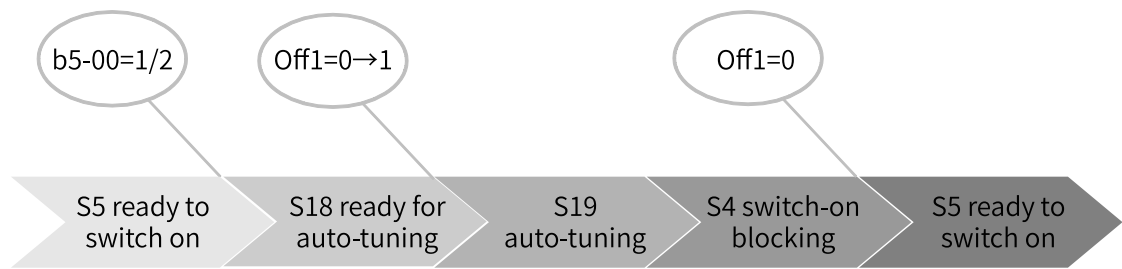 b5-00=1/2
Off1=0→1
Off1=0
S5 ready to
switch on
S18 ready for
auto-tuning
S19
auto-tuning
S4 switch-on
blocking
S5 ready to
switch on